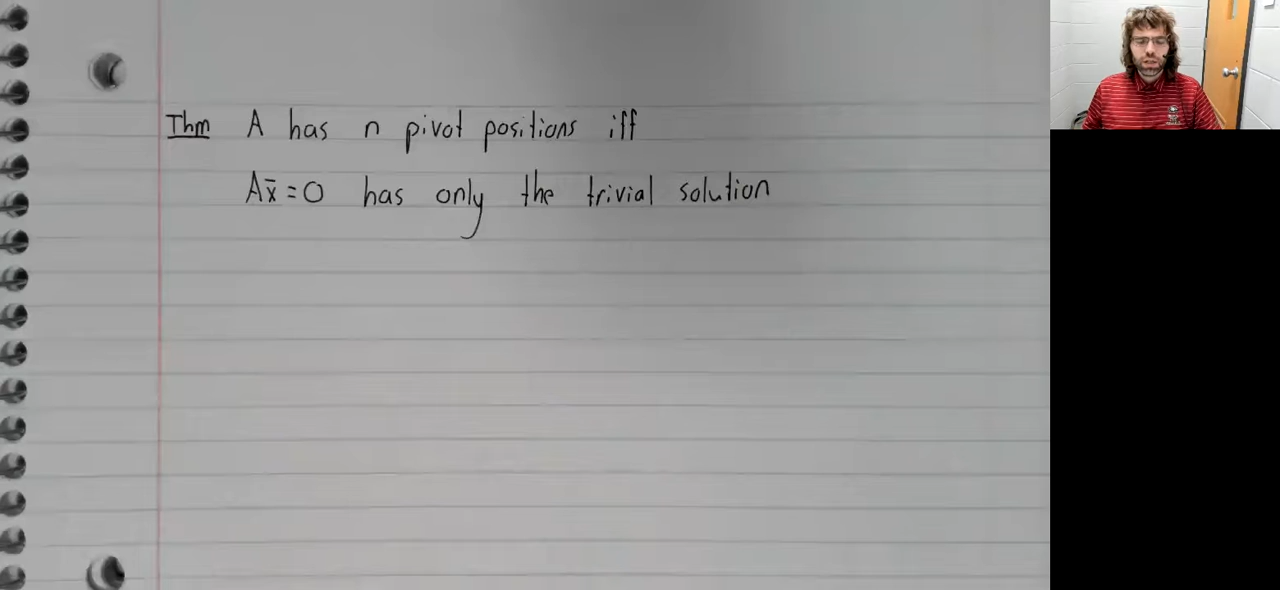 Thm A has n pivot positions iff
Ax̄ = 0 has only the trivial solution